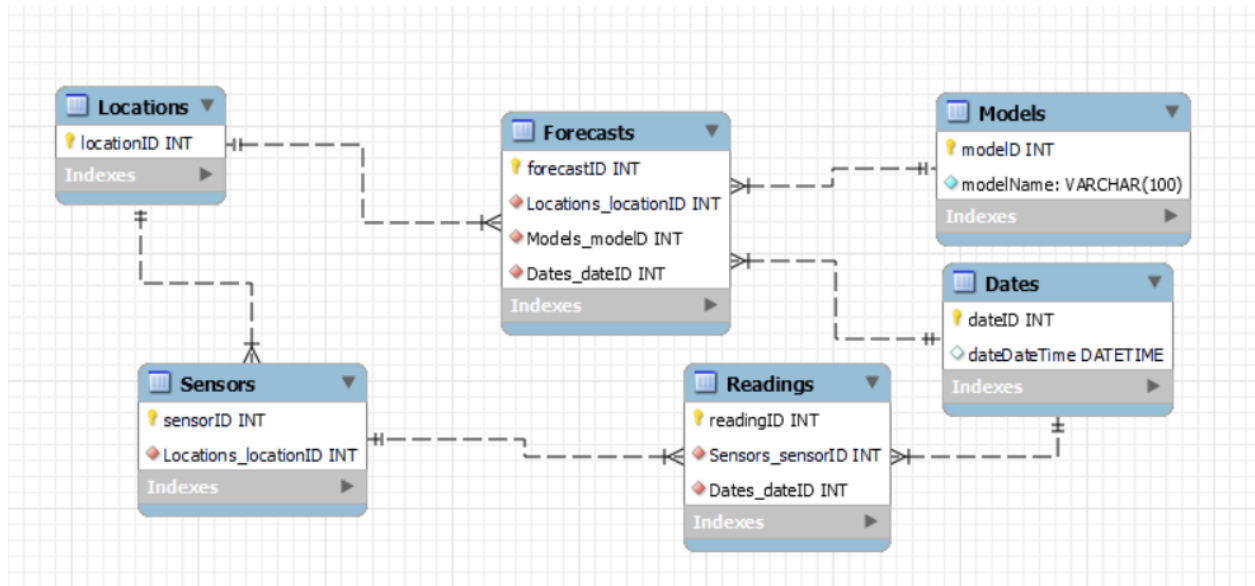 Locations
locationID INT
Indexes
Forecasts
forecastID INT
Locations_locationID INT
Models_modelD INT
Dates_dateID INT
Indexes
Models
modelD INT
modelName: VARCHAR(100)
Indexes
Dates
dateID INT
dateDateTime DATETIME
Indexes
Sensors
sensorID INT
Locations_locationID INT
Indexes
Readings
readingID INT
Sensors_sensorID INT
Dates_dateID INT
Indexes